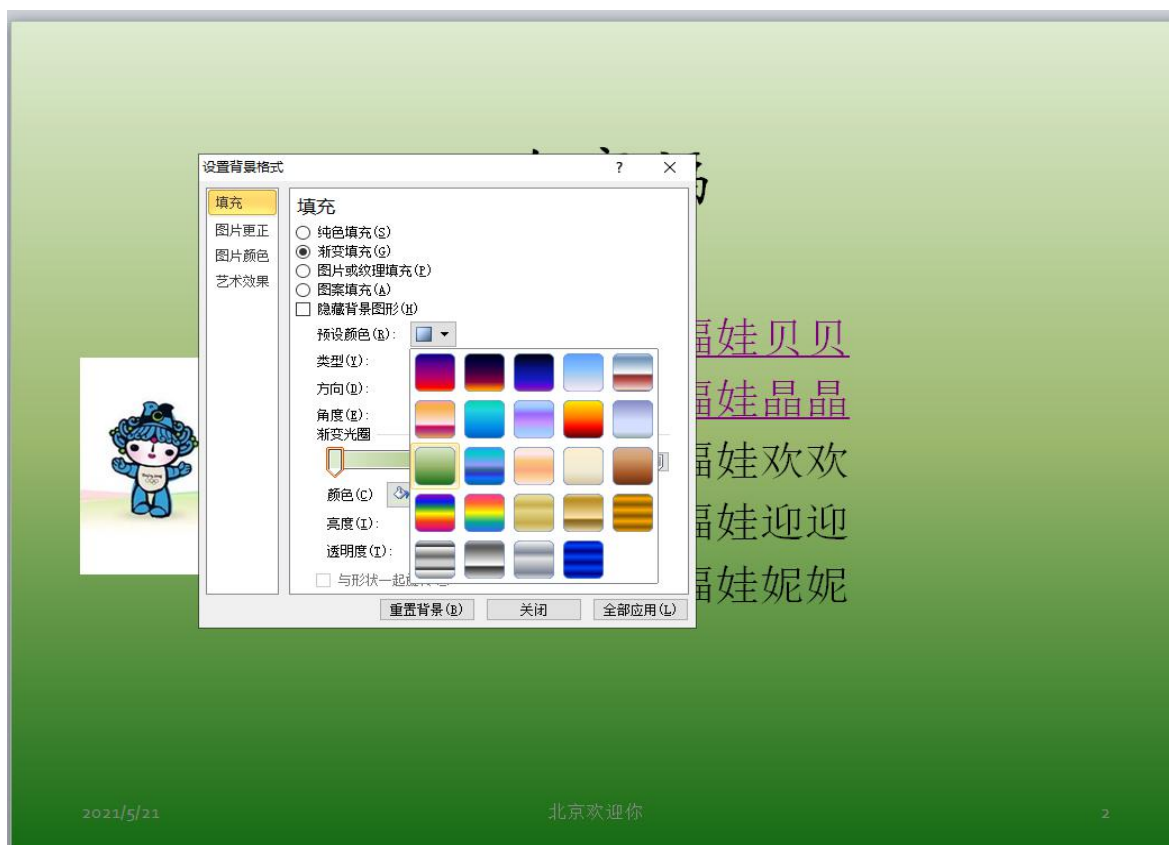 设置背景格式
?
填充
图片更正
图片颜色
艺术效果
填充
纯色填充(S)
渐变填充(G)
图片或纹理填充(P)
图案填充(A)
隐藏背景图形(H)
预设颜色(R):
类型(Y):
方向(D):
角度(E):
渐变光圈
颜色(C)
亮度(I):
透明度(T):
与形状一起
重置背景(B)
关闭
全部应用(L)
福娃贝贝
福娃晶晶
福娃欢欢
福娃迎迎
福娃妮妮
2021/5/21
北京欢迎你
2